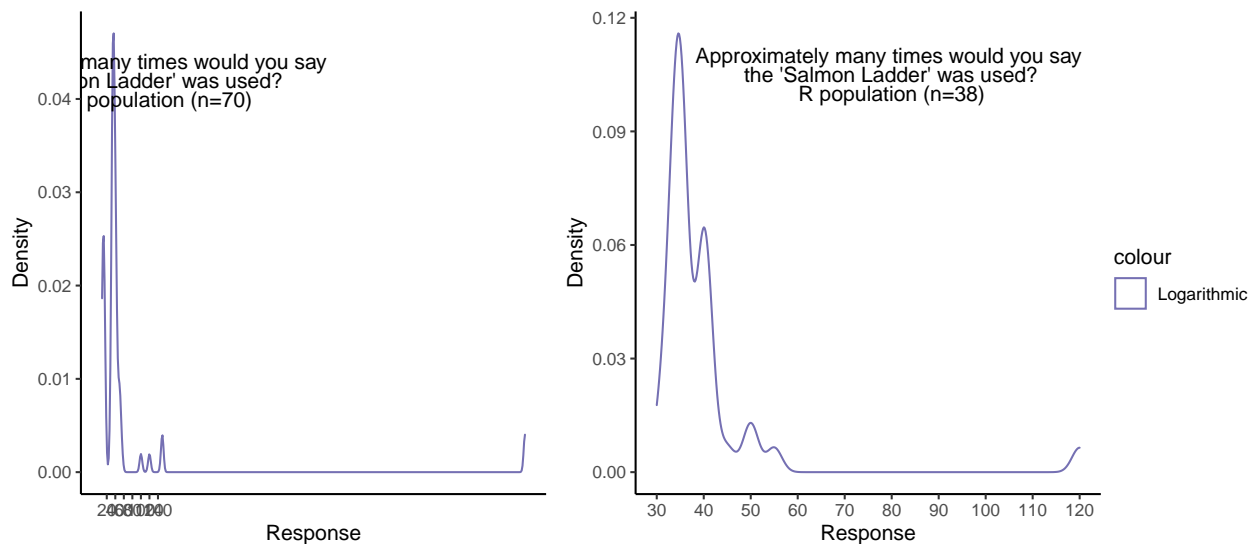 many times would you say
on Ladder' was used?
population (n=70)
0.04
0.03
0.02
0.01
0.00
Density
Response
Approximately many times would you say
the 'Salmon Ladder' was used?
R population (n=38)
0.12
0.09
0.06
0.03
0.00
Density
30 40 50 60 70 80 90 100 110 120
Response
colour
Logarithmic